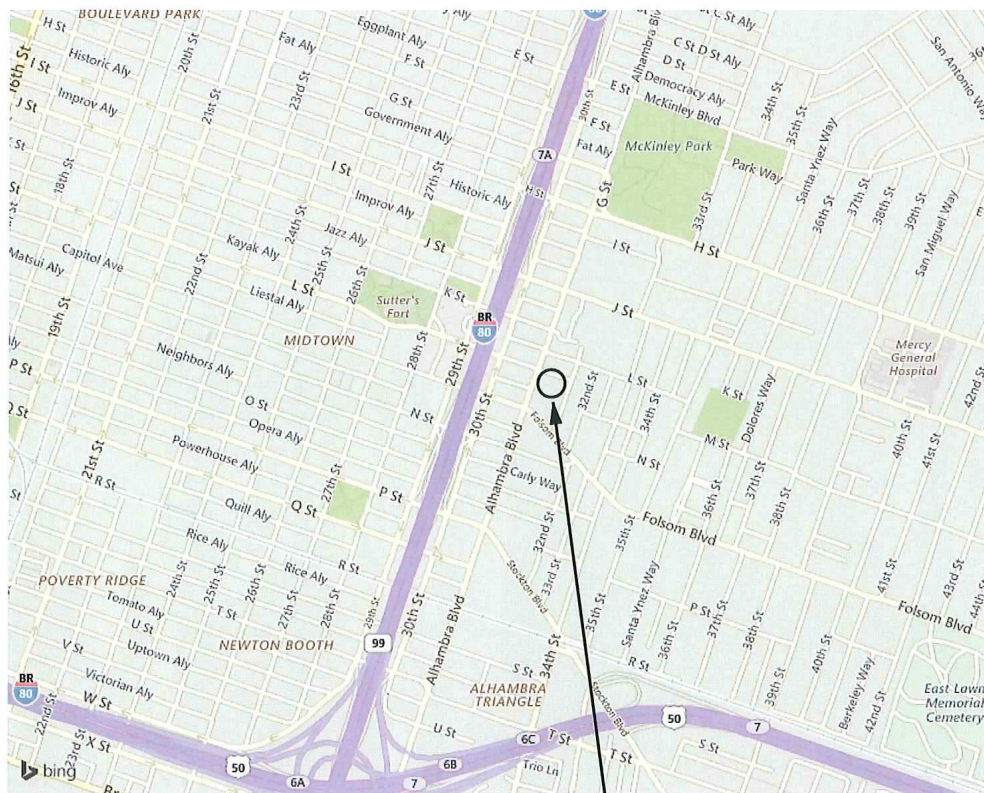 BOULEVARD PARK
H St
Historic Aly
I St
16th St
Improv Aly
J St
20th St
21st St
Fat Aly
23rd St
Eggplant Aly
F St
E St
G St
Government Aly
I St
27th St
Historic Aly
Improv Aly
Jazz Aly
J St
Kayak Aly
24th St
25th St
26th St
L St
Liestal Aly
Sutter's
Fort
K St
MIDTOWN
28th St
29th St
18th St
Matsui Aly
Capitol Ave
22nd St
19th St
P St
Q St
Neighbors Aly
O St
Opera Aly
N St
Powerhouse Aly
21st St
R St
Quill Aly
Q St
27th St
P St
Rice Aly
Rice Aly
R St
POVERTY RIDGE
24th St
25th St
26th St
27th St
28th St
29th St
Tomato Aly
T St
U St
Uptown Aly
V St
Victorian Aly
W St
X St
22nd St
23rd St
NEWTON BOOTH
BR
80
50
6A
7
6B
6C
99
7A
H St
BR
80
30th St
30th St
30th St
Alhambra Blvd
Alhambra Blvd
Alhambra Blvd
C St
Aly
C St
D St Aly
D St
Democracy Aly
E St
McKinley Blvd
F St
Fat Aly
30th St
G St
McKinley Park
Park Way
33rd St
34th St
35th St
Santa Ynez Way
36th St
37th St
38th St
39th St
San Miguel Way
San Antonio Way
I St
H St
J St
Mercy
General
Hospital
42nd St
32nd St
L St
34th St
K St
Dolores Way
M St
N St
Folsom Blvd
Carly Way
32nd St
33rd St
34th St
Stockton Blvd
35th St
36th St
37th St
38th St
40th St
41st St
Folsom Blvd
35th St
Santa Ynez Way
36th St
P St
37th St
38th St
39th St
40th St
Berkeley Way
42nd St
41st St
43rd St
44th St
Folsom Blvd
East Lawn
Memorial
Cemetery
R St
S St
ALHAMBRA
TRIANGLE
U St
T St
T St
Trio Ln
Stockton Blvd
50
7
S St
bing